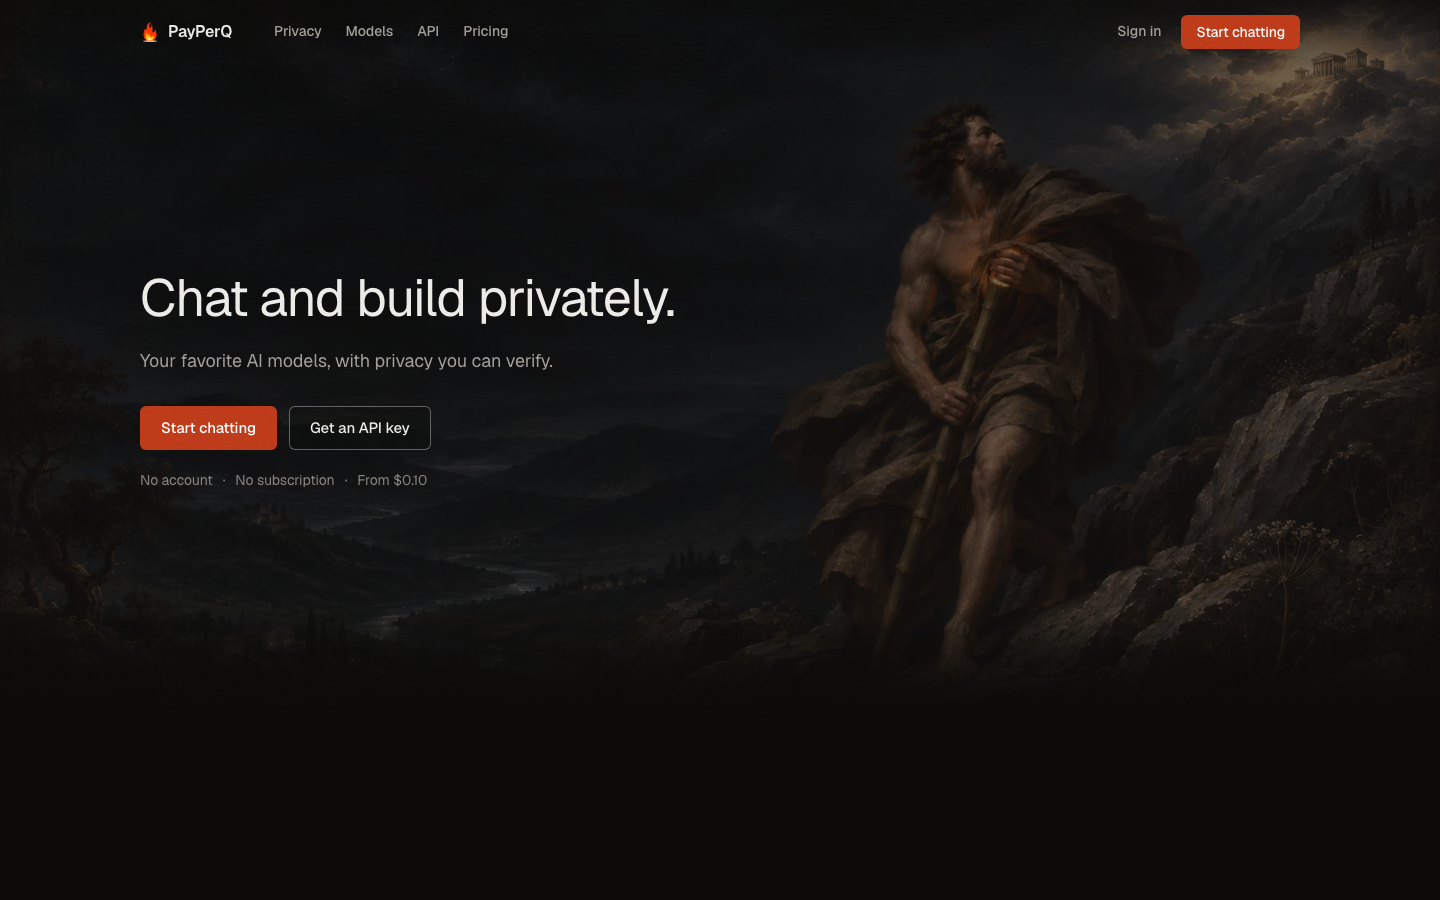 PayPerQ
Privacy
Models
API
Pricing
Sign in
Start chatting
Chat and build privately.
Your favorite AI models, with privacy you can verify.
Start chatting
Get an API key
No account · No subscription · From $0.10